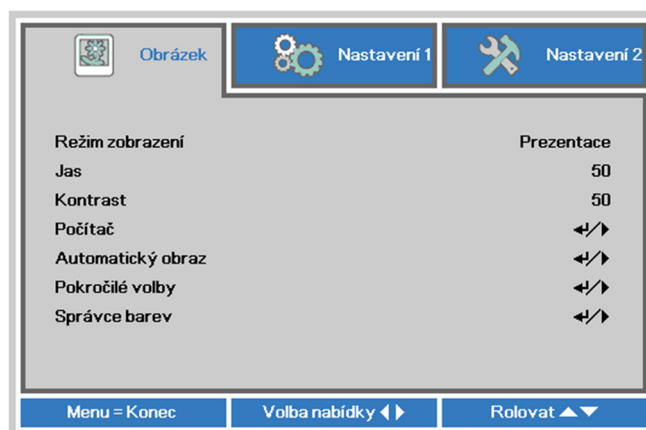 Obrázek Nastavení 1 Nastavení 2
Režim zobrazení Prezentace
Jas 50
Kontrast 50
Počítač
Automatický obraz
Pokročilé volby
Správce barev
Menu = Konec Volba nabídky Rolovat